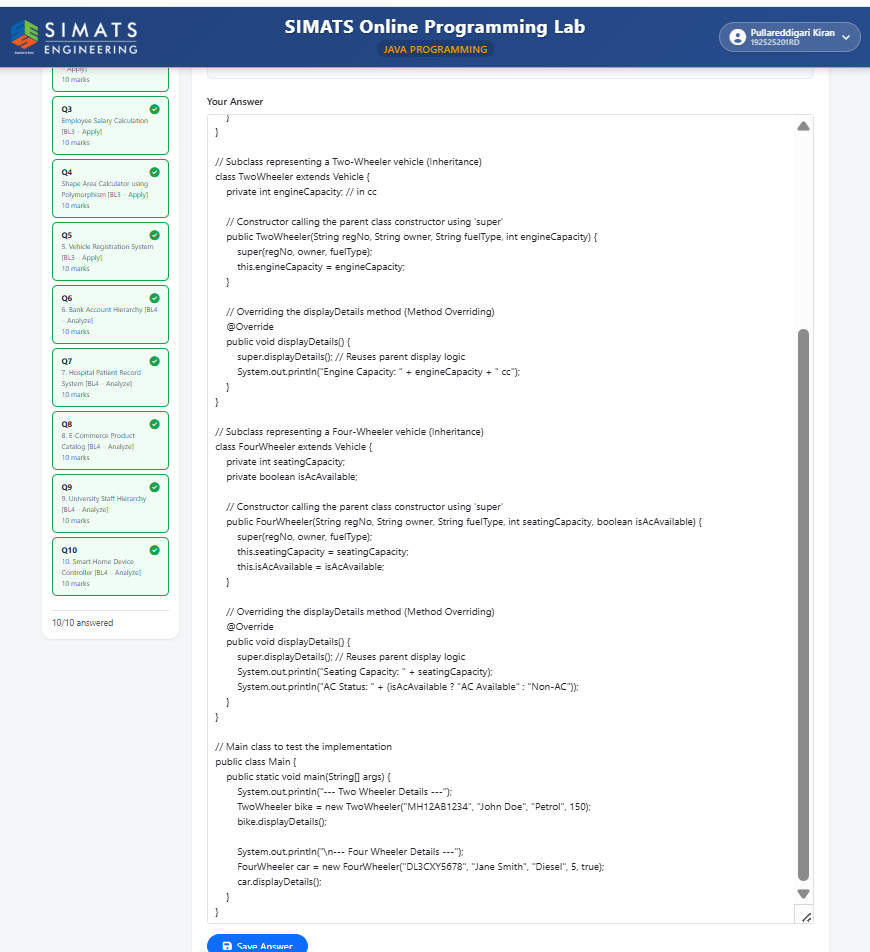 SIMATS
ENGINEERING
SIMATS Online Programming Lab
JAVA PROGRAMMING
Pullareddigari Kiran
192525201RD
10 marks
Q3
Employee Salary Calculation
[BL3 - Apply]
10 marks
Q4
Shape Area Calculator using
Polymorphism [BL3 - Apply]
10 marks
Q5
5. Vehicle Registration System
[BL3 - Apply]
10 marks
Q6
6. Bank Account Hierarchy [BL4
- Analyze]
10 marks
Q7
7. Hospital Patient Record
System [BL4 - Analyze]
10 marks
Q8
8. E-Commerce Product
Catalog [BL4 - Analyze]
10 marks
Q9
9. University Staff Hierarchy
[BL4 - Analyze]
10 marks
Q10
10. Smart Home Device
Controller [BL4 - Analyze]
10 marks
10/10 answered
Your Answer
}
}
// Subclass representing a Two-Wheeler vehicle (Inheritance)
class TwoWheeler extends Vehicle {
private int engineCapacity; // in cc
// Constructor calling the parent class constructor using 'super'
public TwoWheeler(String regNo, String owner, String fuelType, int engineCapacity) {
super(regNo, owner, fuelType);
this.engineCapacity = engineCapacity;
}
// Overriding the displayDetails method (Method Overriding)
@Override
public void displayDetails() {
super.displayDetails(); // Reuses parent display logic
System.out.println("Engine Capacity: " + engineCapacity + " cc");
}
}
// Subclass representing a Four-Wheeler vehicle (Inheritance)
class FourWheeler extends Vehicle {
private int seatingCapacity;
private boolean isAcAvailable;
// Constructor calling the parent class constructor using 'super'
public FourWheeler(String regNo, String owner, String fuelType, int seatingCapacity, boolean isAcAvailable) {
super(regNo, owner, fuelType);
this.seatingCapacity = seatingCapacity;
this.isAcAvailable = isAcAvailable;
}
// Overriding the displayDetails method (Method Overriding)
@Override
public void displayDetails() {
super.displayDetails(); // Reuses parent display logic
System.out.println("Seating Capacity: " + seatingCapacity);
System.out.println("AC Status: " + (isAcAvailable ? "AC Available" : "Non-AC"));
}
}
// Main class to test the implementation
public class Main {
public static void main(String[] args) {
System.out.println("--- Two Wheeler Details ---");
TwoWheeler bike = new TwoWheeler("MH12AB1234", "John Doe", "Petrol", 150);
bike.displayDetails();
System.out.println("\n--- Four Wheeler Details ---");
FourWheeler car = new FourWheeler("DL3CXY5678", "Jane Smith", "Diesel", 5, true);
car.displayDetails();
}
}
Save Answer